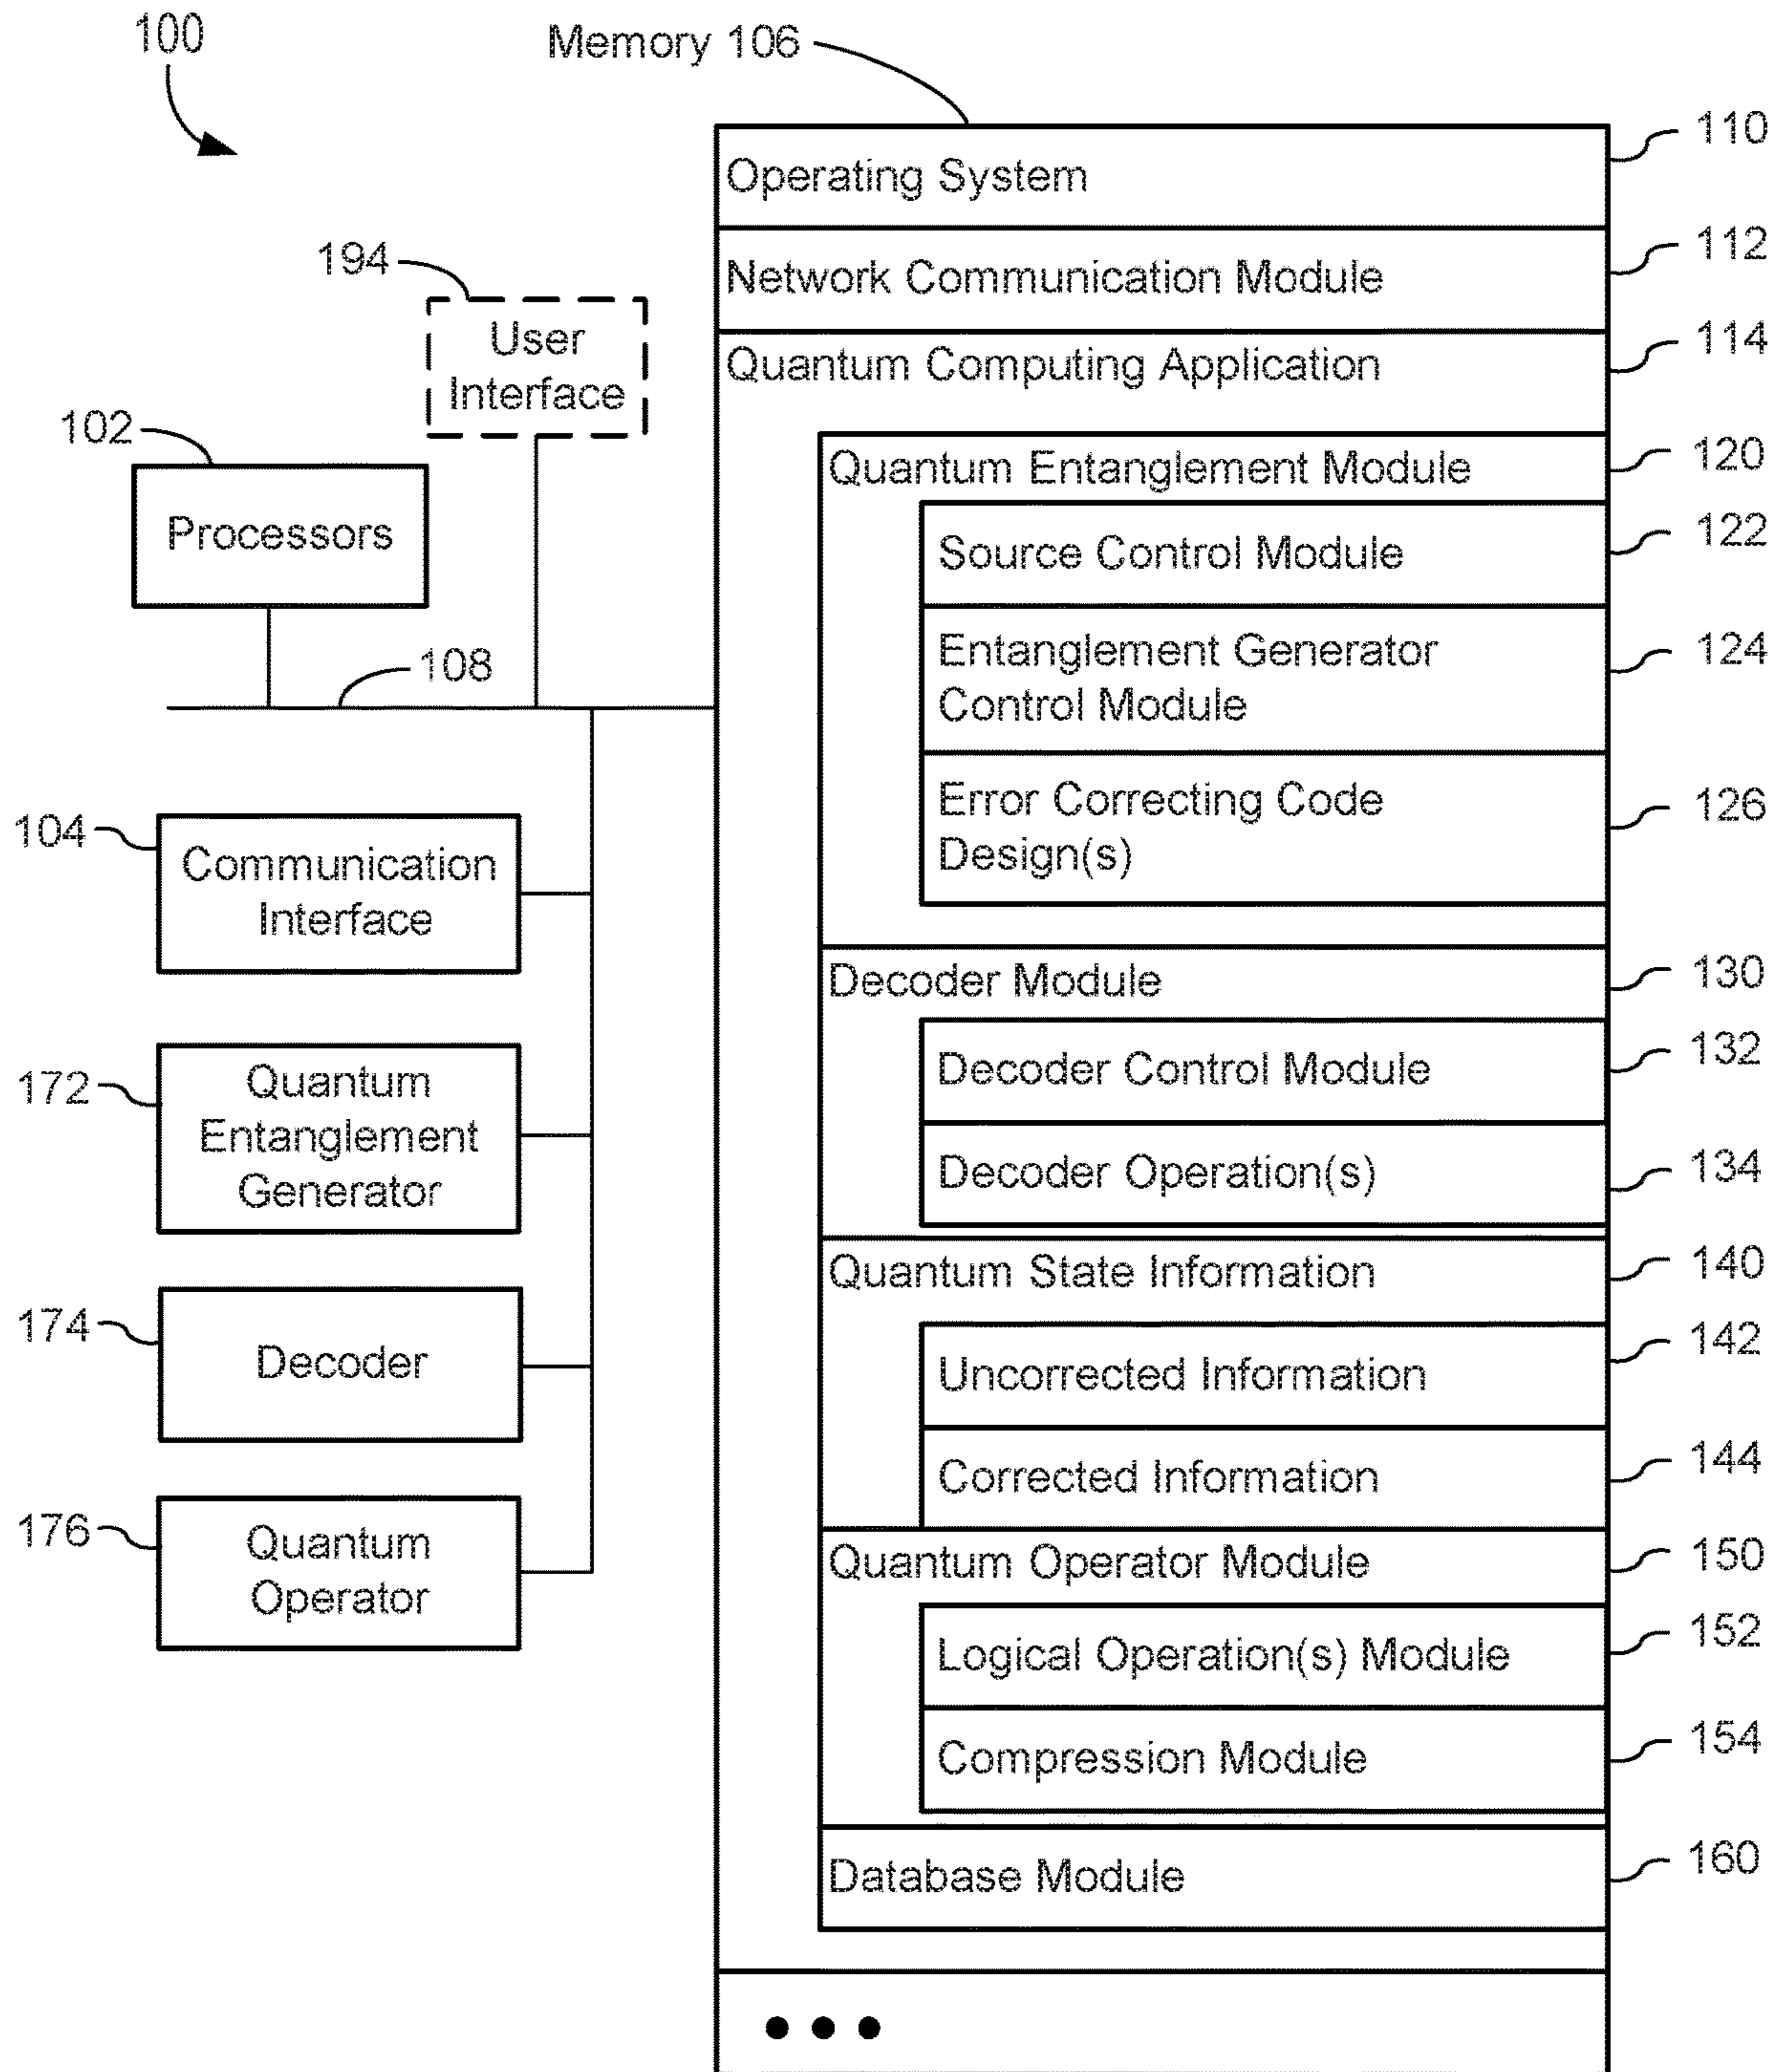 100
Memory 106
110
Operating System
112
Network Communication Module
194
User
Interface
114
Quantum Computing Application
102
Processors
120
Quantum Entanglement Module
122
Source Control Module
108
124
Entanglement Generator
Control Module
126
Error Correcting Code
Design(s)
104
Communication
Interface
130
Decoder Module
132
Decoder Control Module
172
Quantum
Entanglement
Generator
134
Decoder Operation(s)
140
Quantum State Information
174
Decoder
142
Uncorrected Information
144
Corrected Information
176
Quantum
Operator
150
Quantum Operator Module
152
Logical Operation(s) Module
154
Compression Module
160
Database Module